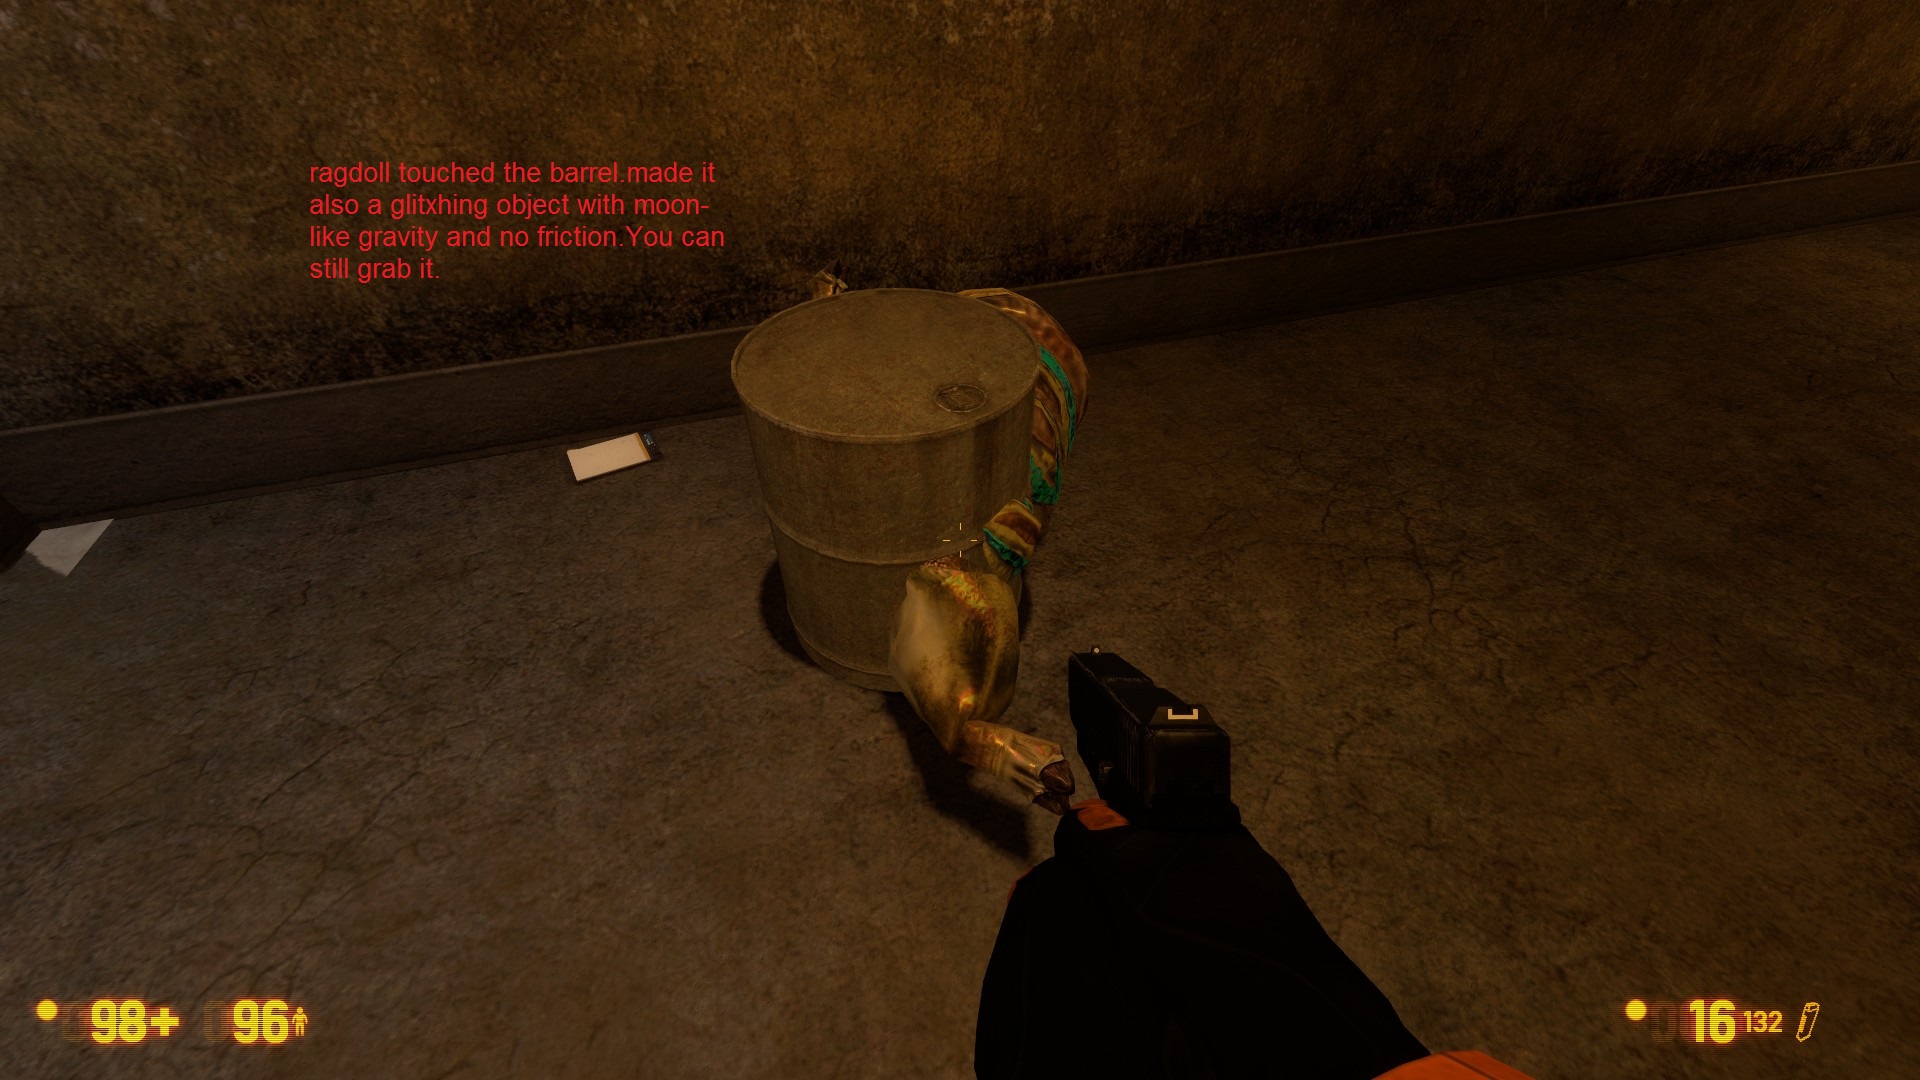 ragdoll touched the barrel.made it
also a glitxhing object with moon-
like gravity and no friction.You can
still grab it.
98+ 96
16 132